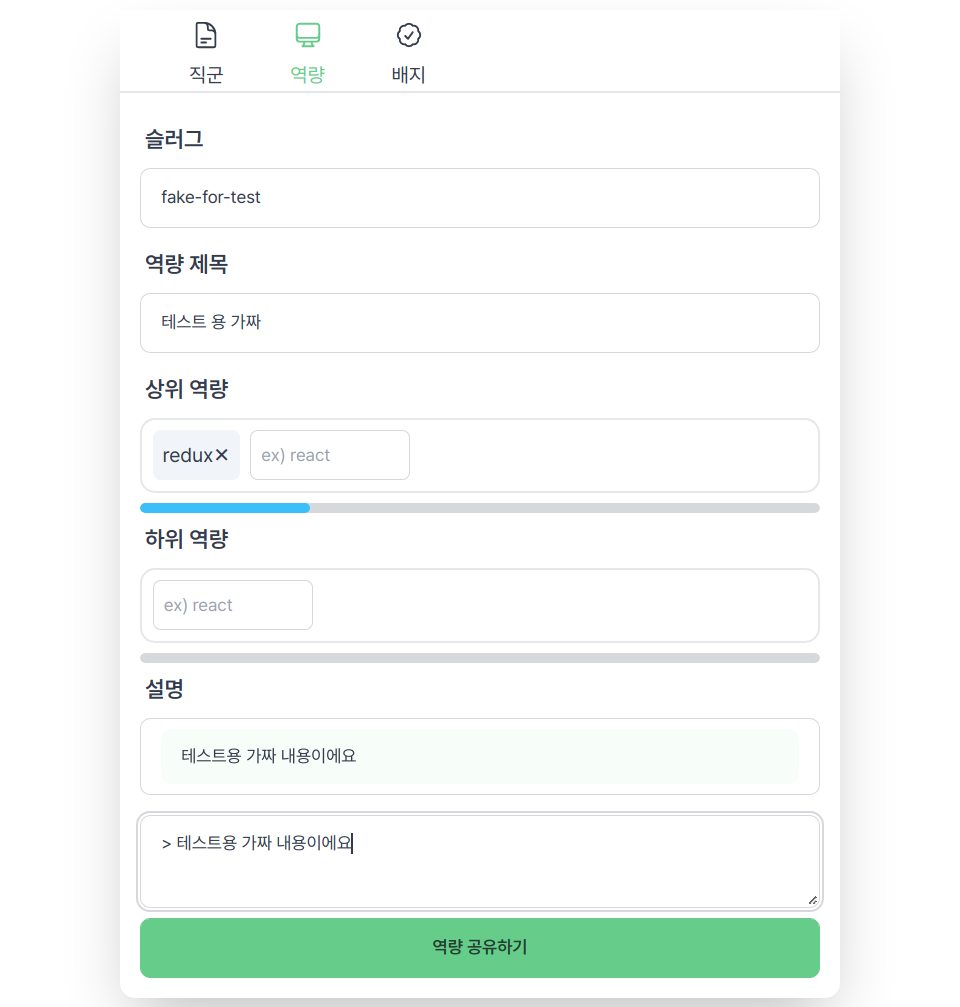 직군 역량 배지
슬러그
fake-for-test
역량 제목
테스트 용 가짜
상위 역량
redux✕ ex) react
하위 역량
ex) react
설명
테스트용 가짜 내용이에요
> 테스트용 가짜 내용이에요
역량 공유하기